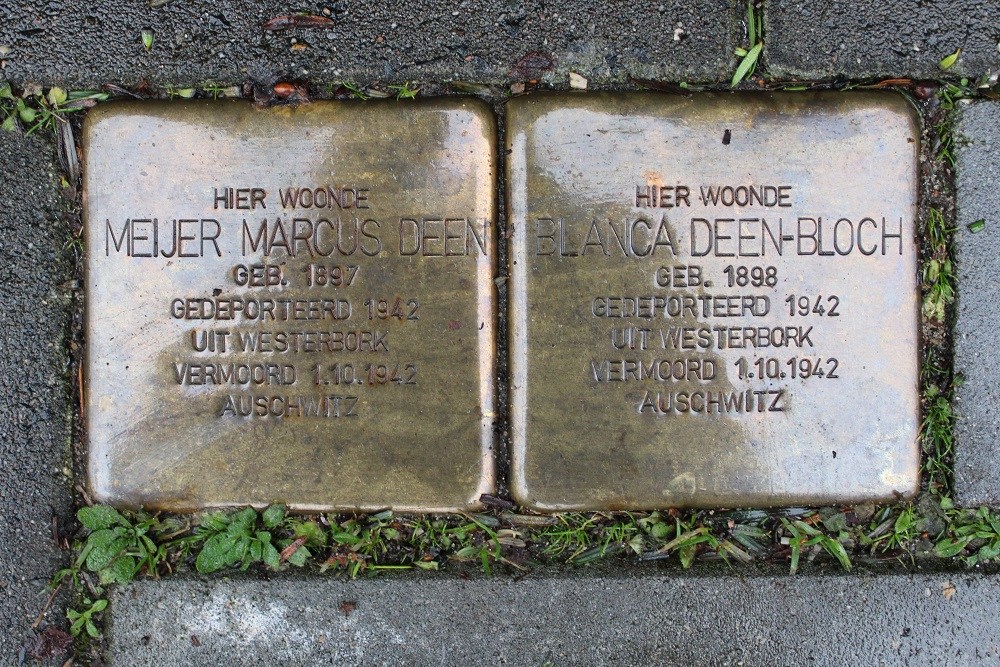 HIER WOONDE
MEIJER MARCUS DEEN
GEB. 1897
GEDEPORTEERD 1942
UIT WESTERBORK
VERMOORD 1.10.1942
AUSCHWITZ
HIER WOONDE
BLANCA DEEN-BLOCH
GEB. 1898
GEDEPORTEERD 1942
UIT WESTERBORK
VERMOORD 1.10.1942
AUSCHWITZ